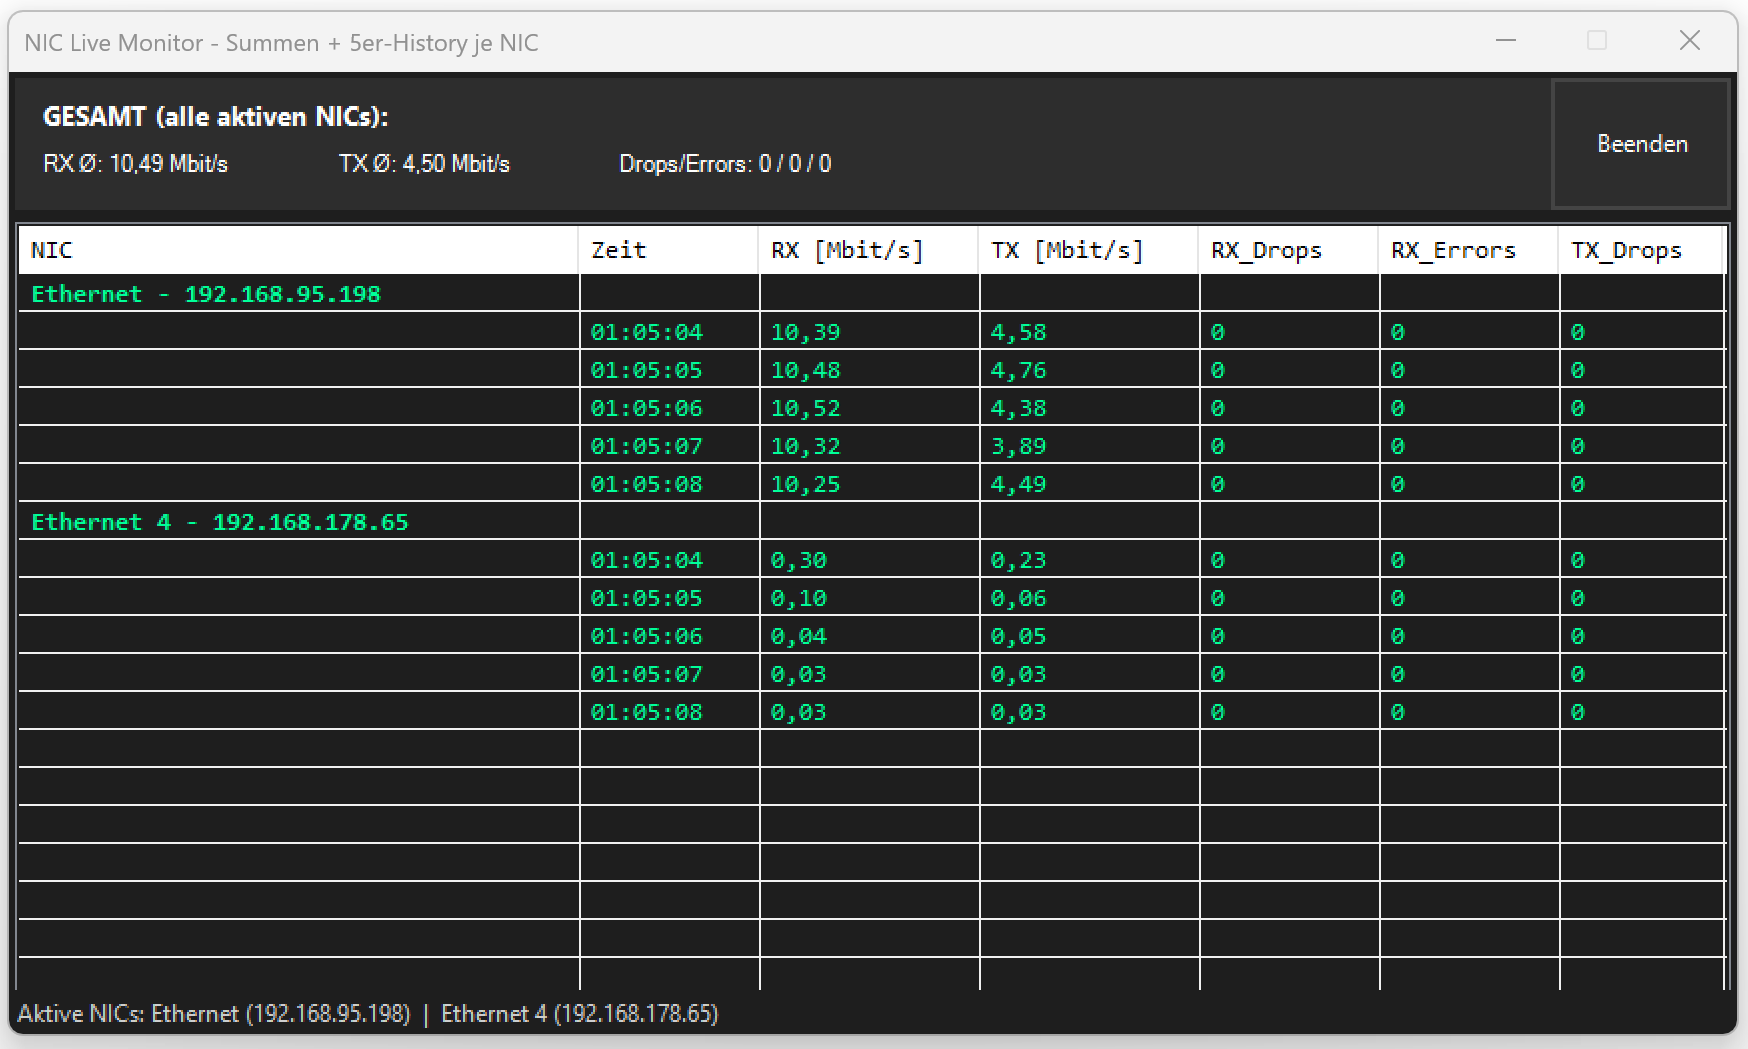 NIC Live Monitor - Summen + 5er-History je NIC
GESAMT (alle aktiven NICs):
RX Ø: 10,49 Mbit/s TX Ø: 4,50 Mbit/s Drops/Errors: 0 / 0 / 0
Beenden
NIC Zeit RX [Mbit/s] TX [Mbit/s] RX_Drops RX_Errors TX_Drops
Ethernet - 192.168.95.198
01:05:04 10,39 4,58 0 0 0
01:05:05 10,48 4,76 0 0 0
01:05:06 10,52 4,38 0 0 0
01:05:07 10,32 3,89 0 0 0
01:05:08 10,25 4,49 0 0 0
Ethernet 4 - 192.168.178.65
01:05:04 0,30 0,23 0 0 0
01:05:05 0,10 0,06 0 0 0
01:05:06 0,04 0,05 0 0 0
01:05:07 0,03 0,03 0 0 0
01:05:08 0,03 0,03 0 0 0
Aktive NICs: Ethernet (192.168.95.198) | Ethernet 4 (192.168.178.65)